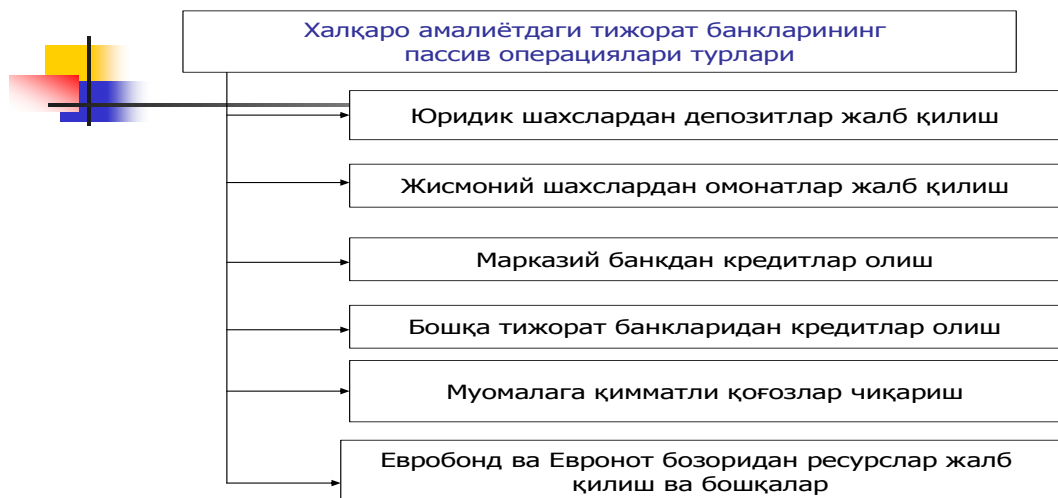 Халқаро амалиётдаги тижорат банкларининг
пассив операциялари турлари
Юридик шахслардан депозитлар жалб қилиш
Жисмоний шахслардан омонатлар жалб қилиш
Марказий банкдан кредитлар олиш
Бошқа тижорат банкларидан кредитлар олиш
Муомалага қимматли қоғозлар чиқариш
Евробонд ва Евронот бозоридан ресурслар жалб
қилиш ва бошқалар